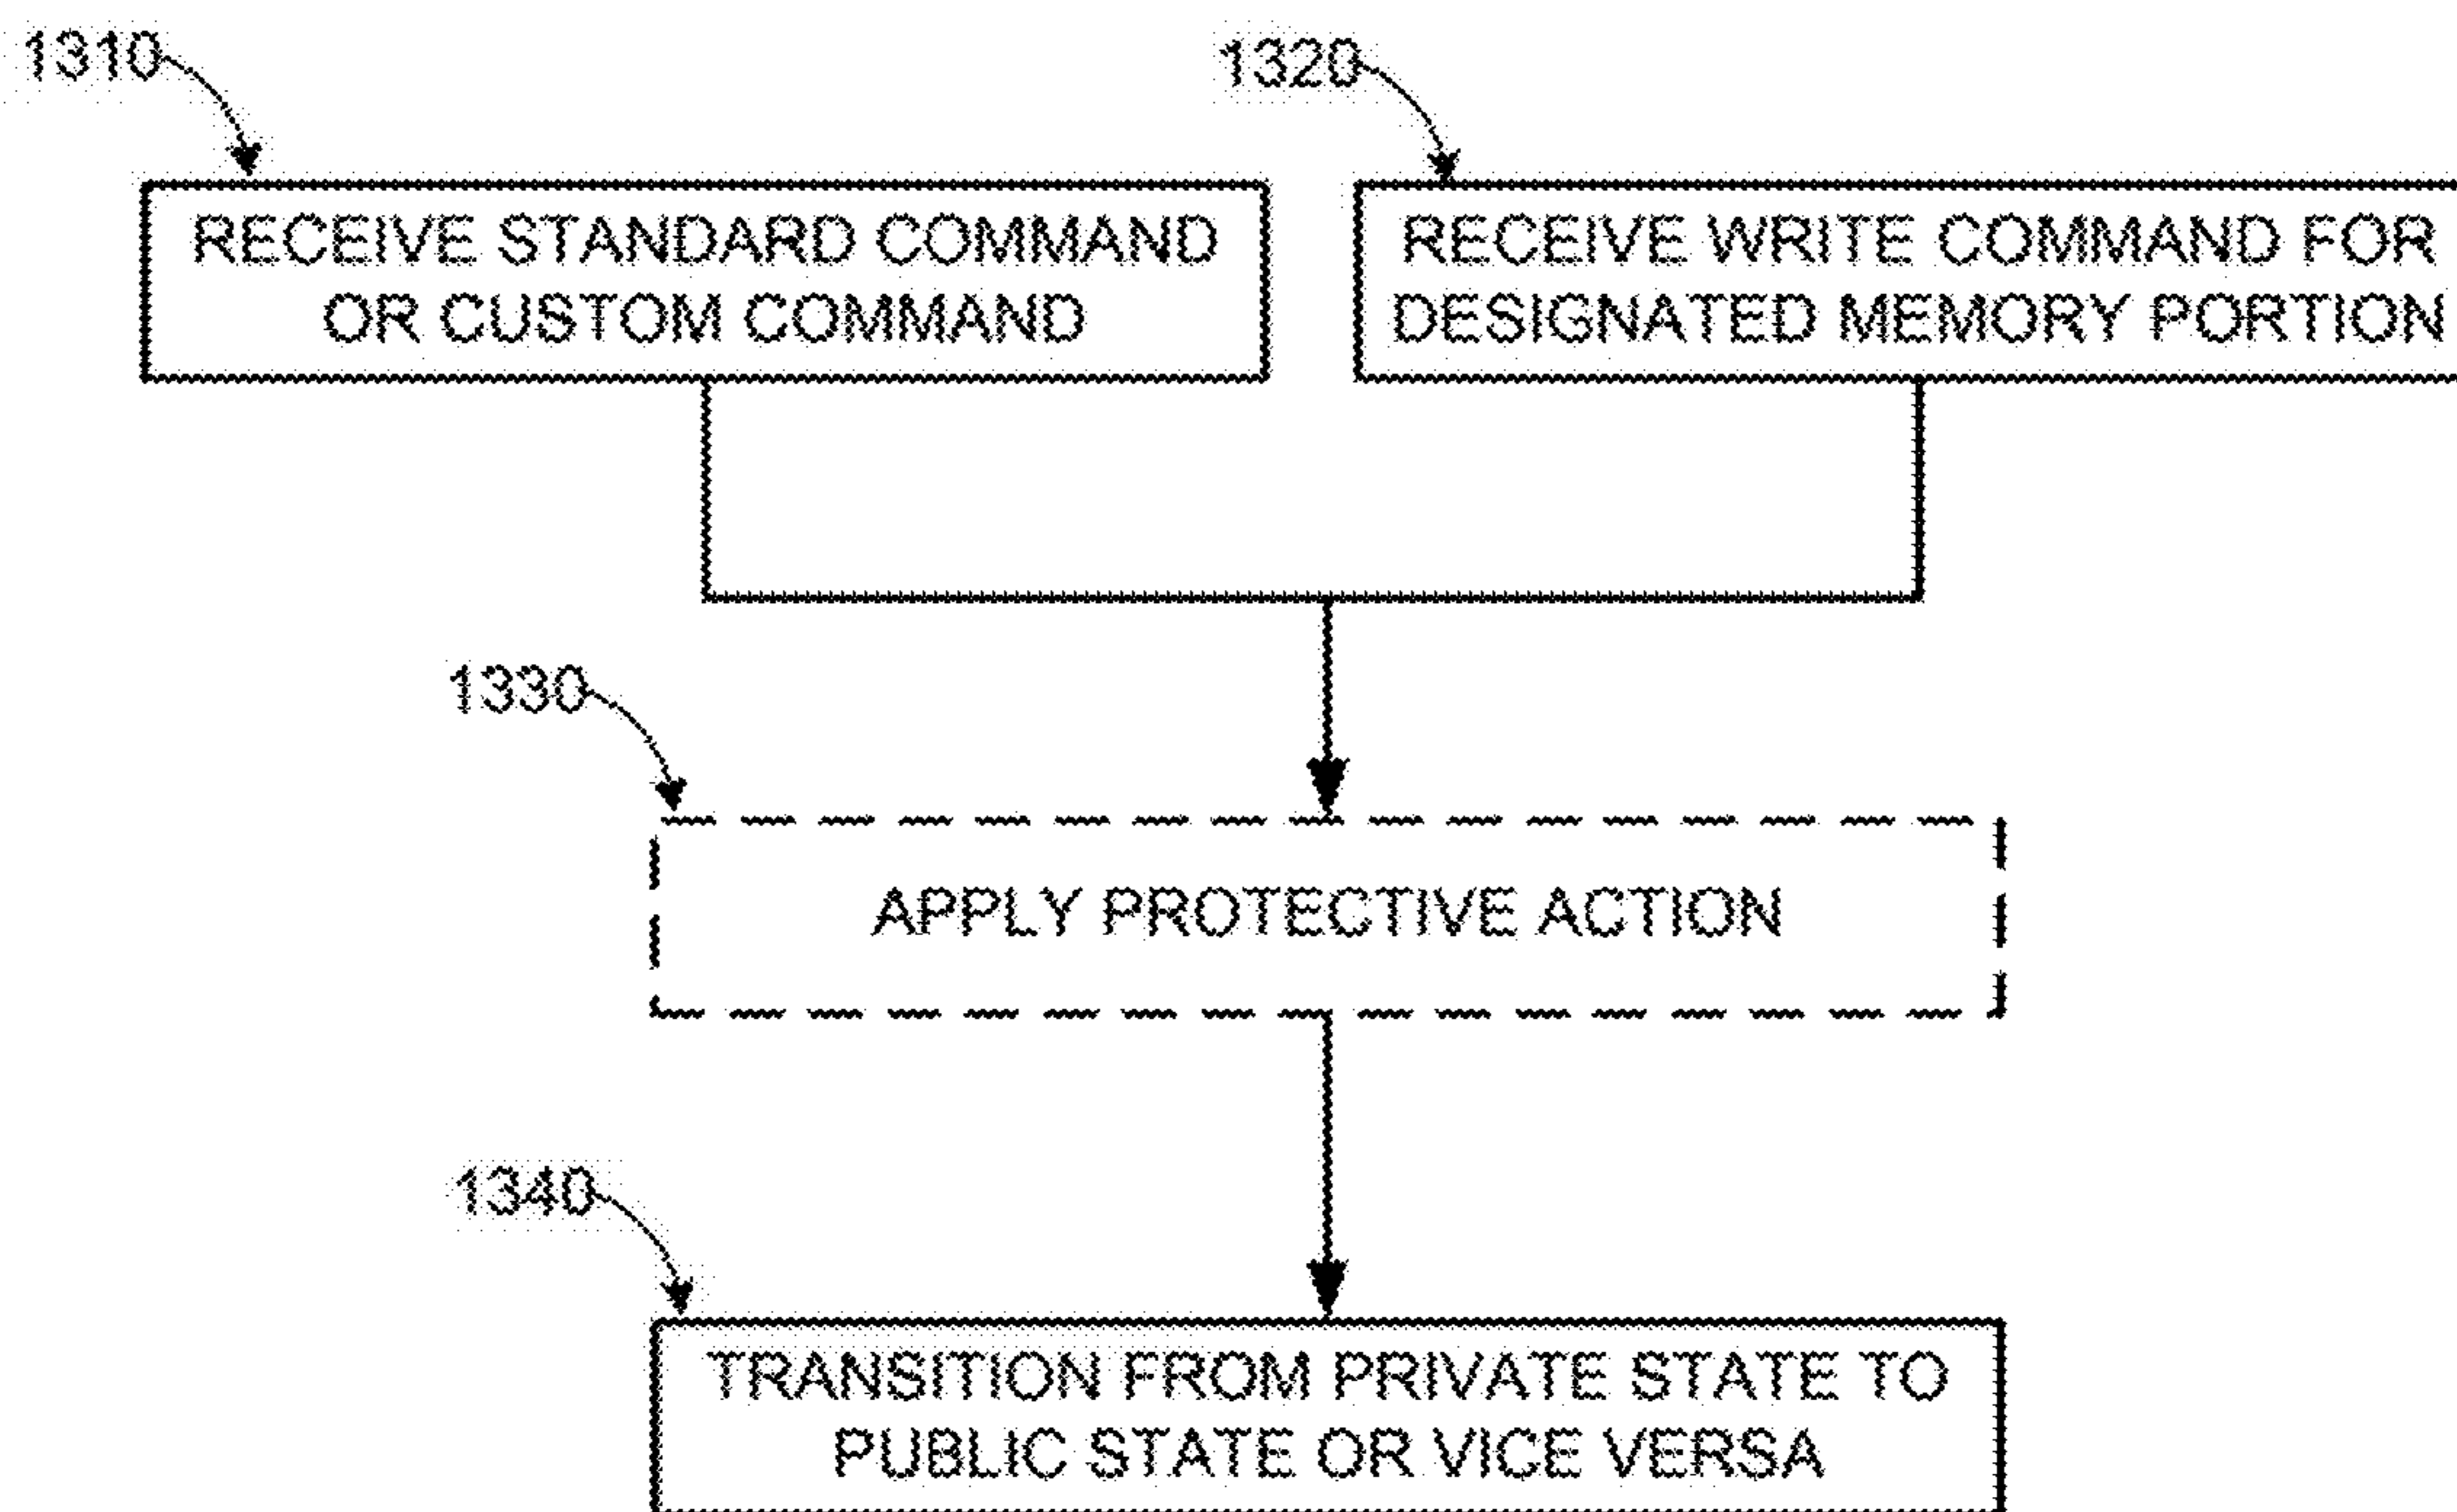 1310
1320
RECEIVE STANDARD COMMAND
OR CUSTOM COMMAND
RECEIVE WRITE COMMAND FOR
DESIGNATED MEMORY PORTION
1330
APPLY PROTECTIVE ACTION
1340
TRANSITION FROM PRIVATE STATE TO
PUBLIC STATE OR VICE VERSA